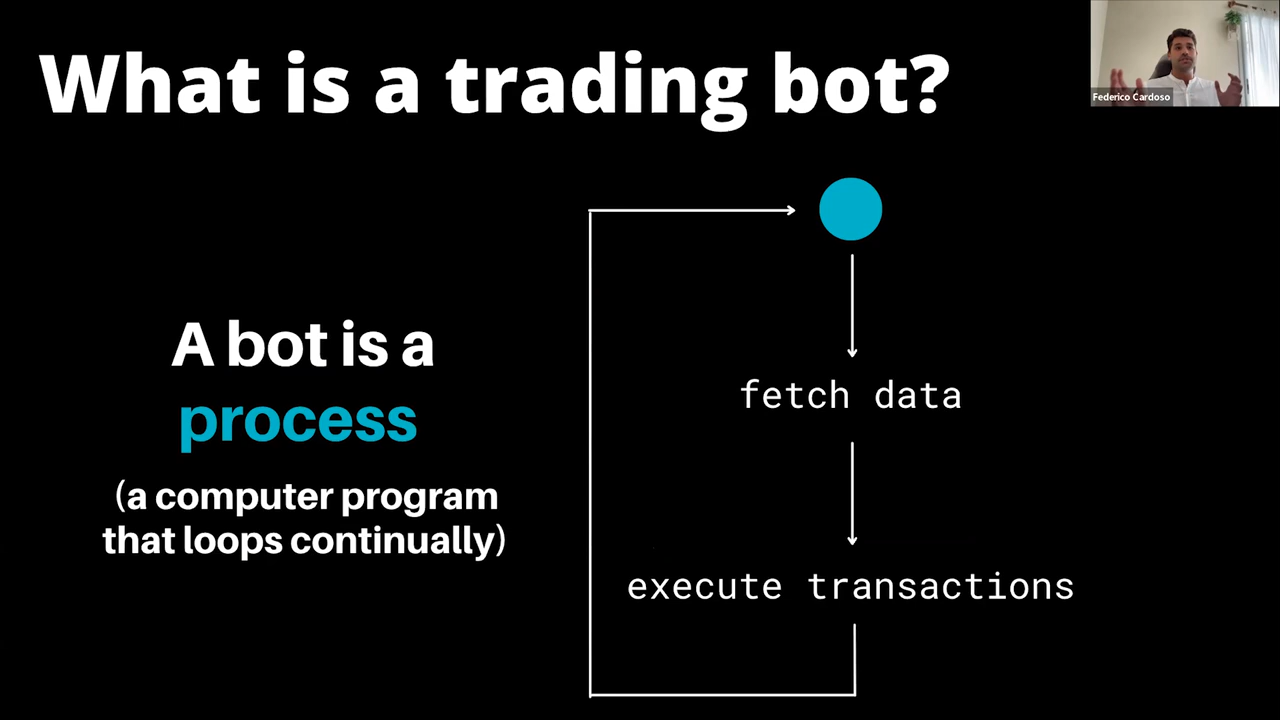 What is a trading bot?
Federico Cardoso
A bot is a
process
(a computer program
that loops continually)
fetch data
execute transactions